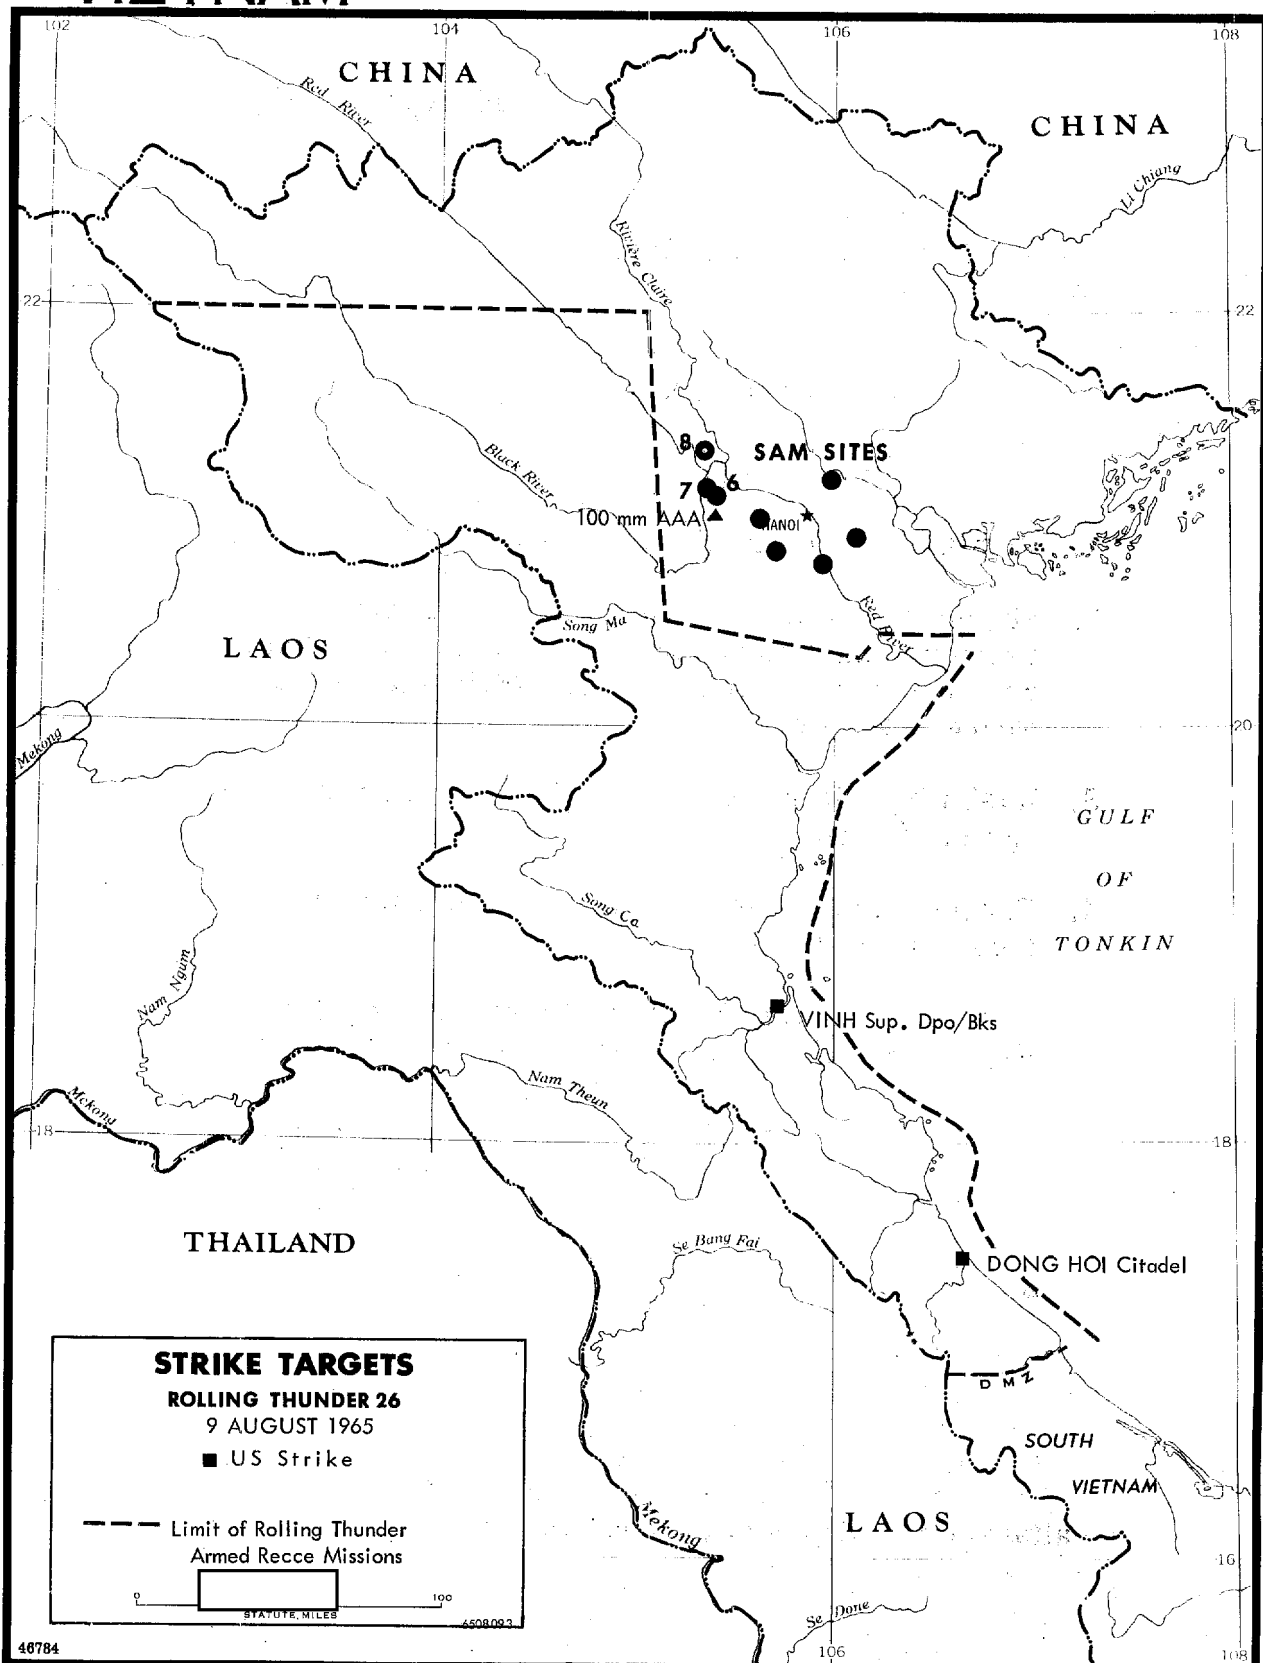 102
104
106
108
CHINA
CHINA
Red River
Li Chiang
Rivière Claire
22
22
8
SAM SITES
Black River
7
6
100 mm AAA
HANOI
Red River
Song Ma
LAOS
Mekong
20
GULF
OF
TONKIN
Song Ca
Nam Ngum
VINH Sup. Dpo/Bks
Nam Theun
Mekong
18
18
THAILAND
Se Bang Fai
DONG HOI Citadel
DMZ
SOUTH
VIETNAM
Mekong
LAOS
16
Se Done
106
108
STRIKE TARGETS
ROLLING THUNDER 26
9 AUGUST 1965
US Strike
Limit of Rolling Thunder
Armed Recce Missions
0
100
STATUTE MILES
6508093
46784